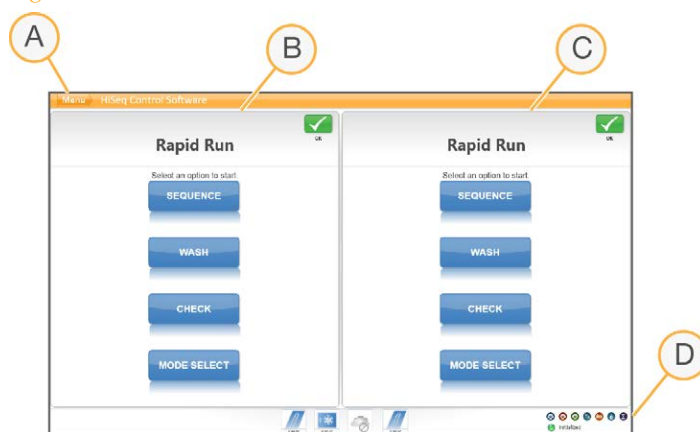 A
B
C
Menu HiSeq Control Software
OK
OK
Rapid Run
Rapid Run
Select an option to start
Select an option to start
SEQUENCE
SEQUENCE
WASH
WASH
CHECK
CHECK
MODE SELECT
MODE SELECT
D
Initialized